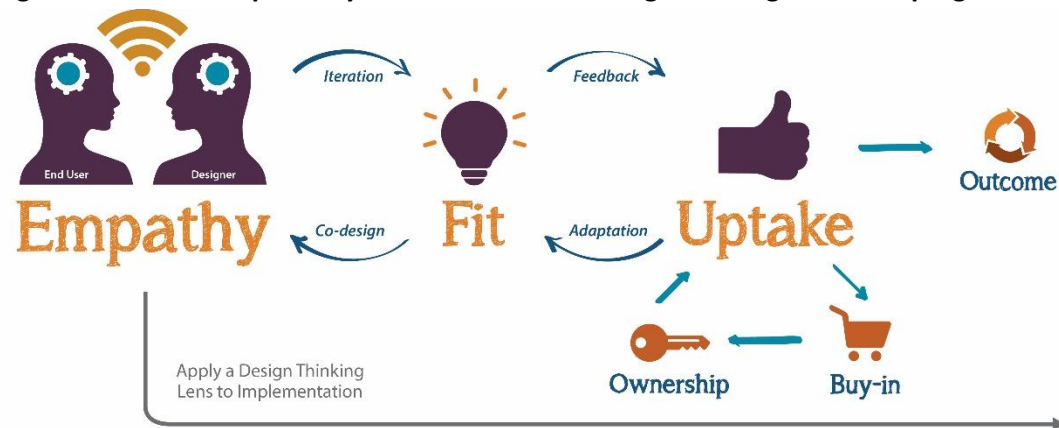 End User
Designer
Empathy
Iteration
Co-design
Fit
Feedback
Adaptation
Uptake
Outcome
Ownership
Buy-in
Apply a Design Thinking
Lens to Implementation